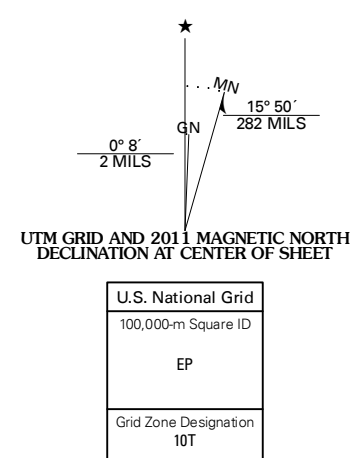 ★
MN
15° 50´
282 MILS
GN
0° 8´
2 MILS
UTM GRID AND 2011 MAGNETIC NORTH
DECLINATION AT CENTER OF SHEET
U.S. National Grid
100,000-m Square ID
EP
Grid Zone Designation
10T